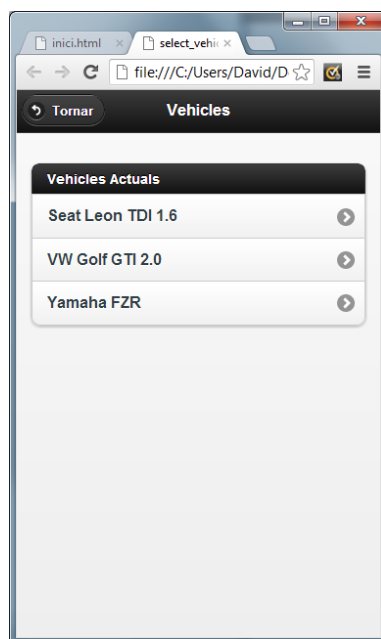 inici.html
select_vehic
file:///C:/Users/David/D
Tornar
Vehicles
Vehicles Actuals
Seat Leon TDI 1.6
VW Golf GTI 2.0
Yamaha FZR